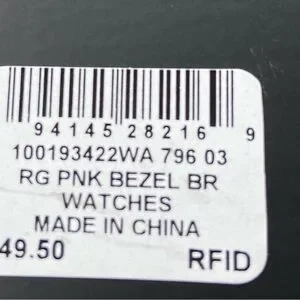 94145 28216 9
100193422WA 796 03
RG PNK BEZEL BR
WATCHES
MADE IN CHINA
49.50 RFID